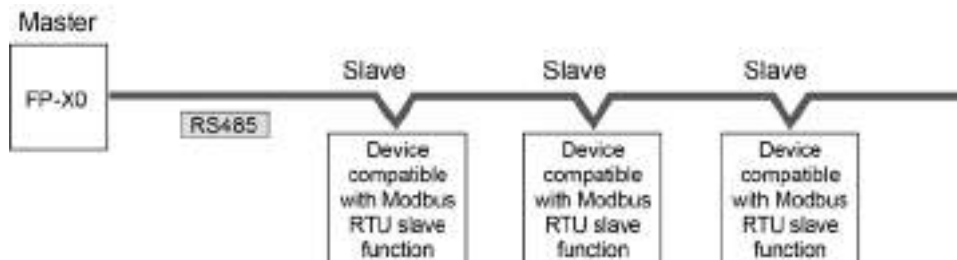 Master
FP-X0
RS485
Slave
Slave
Slave
Device
compatible
with Modbus
RTU slave
function
Device
compatible
with Modbus
RTU slave
function
Device
compatible
with Modbus
RTU slave
function